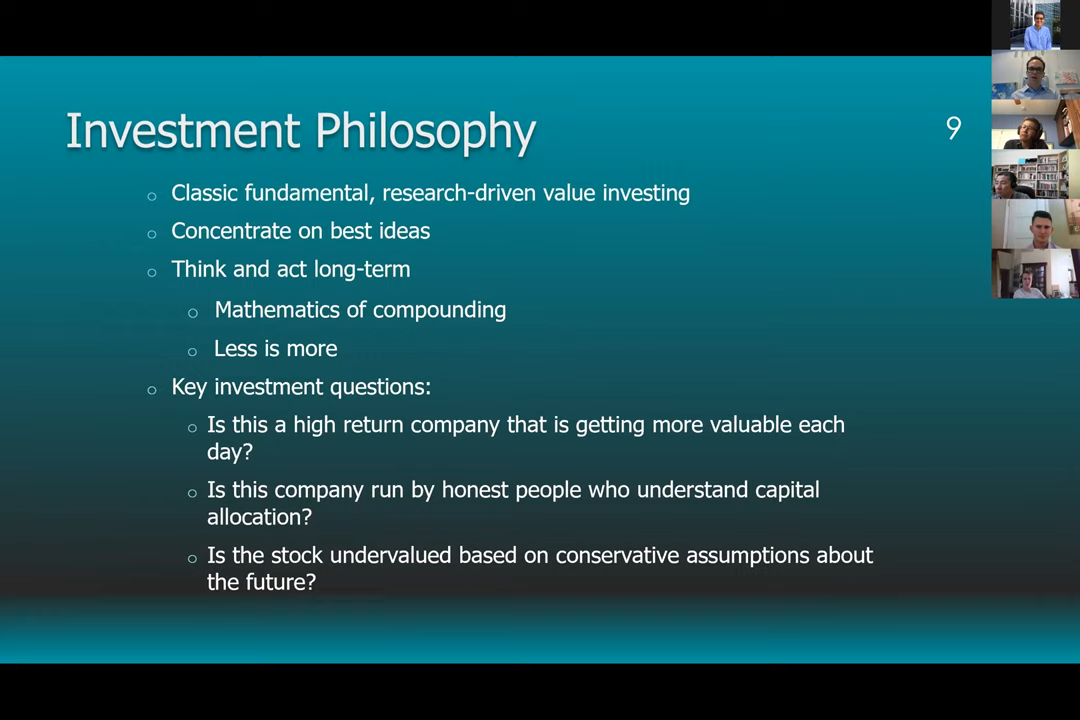 Investment Philosophy
9
○ Classic fundamental, research-driven value investing
○ Concentrate on best ideas
○ Think and act long-term
○ Mathematics of compounding
○ Less is more
○ Key investment questions:
○ Is this a high return company that is getting more valuable each
day?
○ Is this company run by honest people who understand capital
allocation?
○ Is the stock undervalued based on conservative assumptions about
the future?